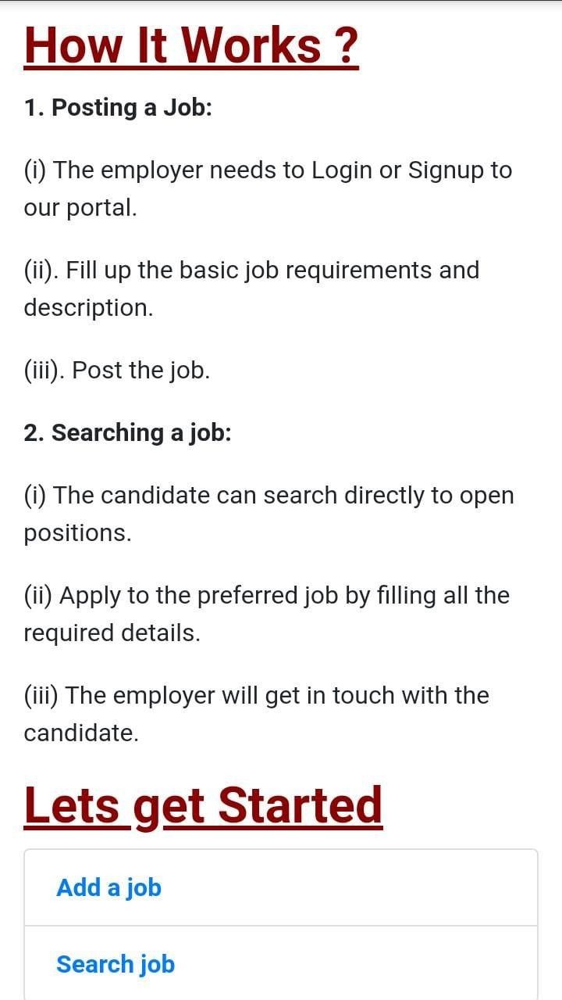 How It Works ?
1. Posting a Job:
(i) The employer needs to Login or Signup to
our portal.
(ii). Fill up the basic job requirements and
description.
(iii). Post the job.
2. Searching a job:
(i) The candidate can search directly to open
positions.
(ii) Apply to the preferred job by filling all the
required details.
(iii) The employer will get in touch with the
candidate.
Lets get Started
Add a job
Search job